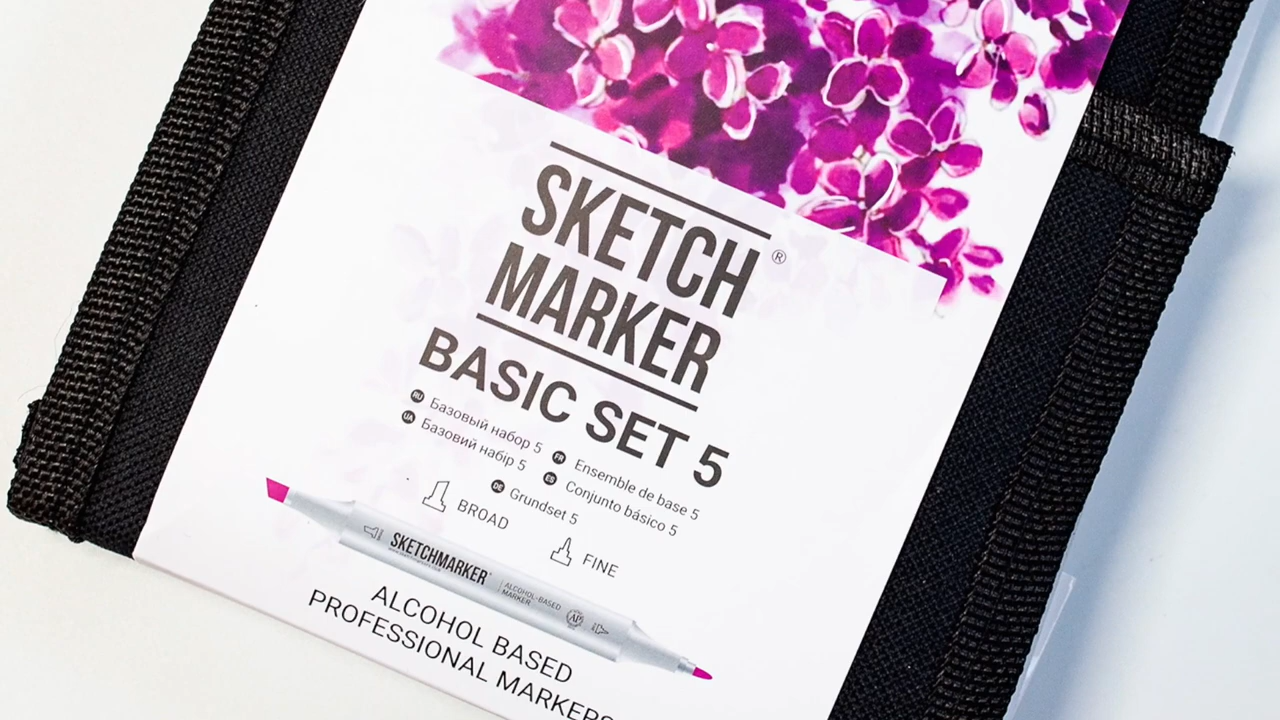 SKETCH
MARKER®
BASIC SET 5
RU Базовый набор 5
UA Базовий набір 5
FR Ensemble de base 5
ES Conjunto básico 5
DE Grundset 5
BROAD
FINE
SKETCHMARKER
ALCOHOL-BASED
MARKER
ALCOHOL BASED
PROFESSIONAL MARKERS